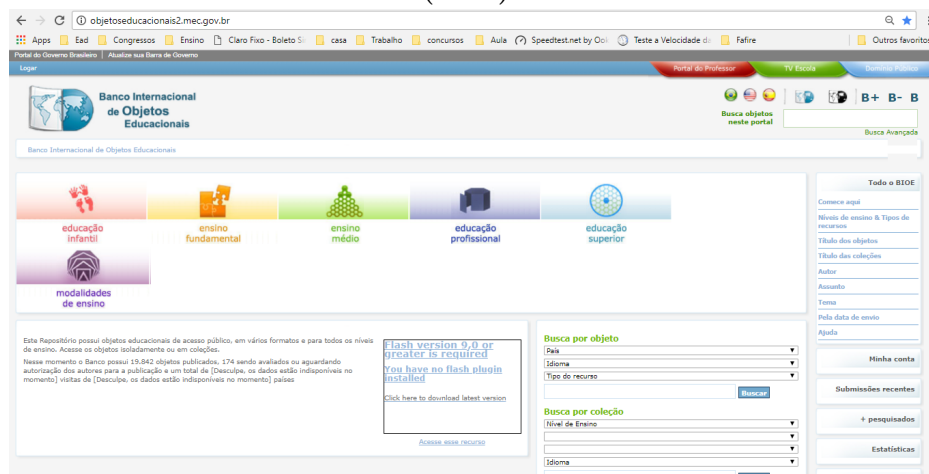 objetoseducacionais2.mec.gov.br
Apps Ead Congressos Ensino Claro Fixo - Boleto Si casa Trabalho concursos Aula Speedtest.net by Ook Teste a Velocidade da Fafire Outros favoritos
Portal do Governo Brasileiro Atualize sua Barra de Governo
Logar Portal do Professor TV Escola Domínio Público
Banco Internacional
de Objetos
Educacionais
B+ B- B
Busca objetos
neste portal
Busca Avançada
Banco Internacional de Objetos Educacionais
educação
infantil
ensino
fundamental
ensino
médio
educação
profissional
educação
superior
modalidades
de ensino
Todo o BIOE
Comece aqui
Níveis de ensino & Tipos de
recursos
Título dos objetos
Título das coleções
Autor
Assunto
Tema
Pela data de envio
Ajuda
Minha conta
Submissões recentes
+ pesquisados
Estatísticas
Este Repositório possui objetos educacionais de acesso público, em vários formatos e para todos os níveis
de ensino. Acesse os objetos isoladamente ou em coleções.
Nesse momento o Banco possui 19.842 objetos publicados, 174 sendo avaliados ou aguardando
autorização dos autores para a publicação e um total de [Desculpe, os dados estão indisponíveis no
momento] visitas de [Desculpe, os dados estão indisponíveis no momento] países
Flash version 9,0 or
greater is required
You have no flash plugin
installed
Click here to download latest version
Acesse esse recurso
Busca por objeto
País
Idioma
Tipo do recurso
Buscar
Busca por coleção
Nível de Ensino
Idioma